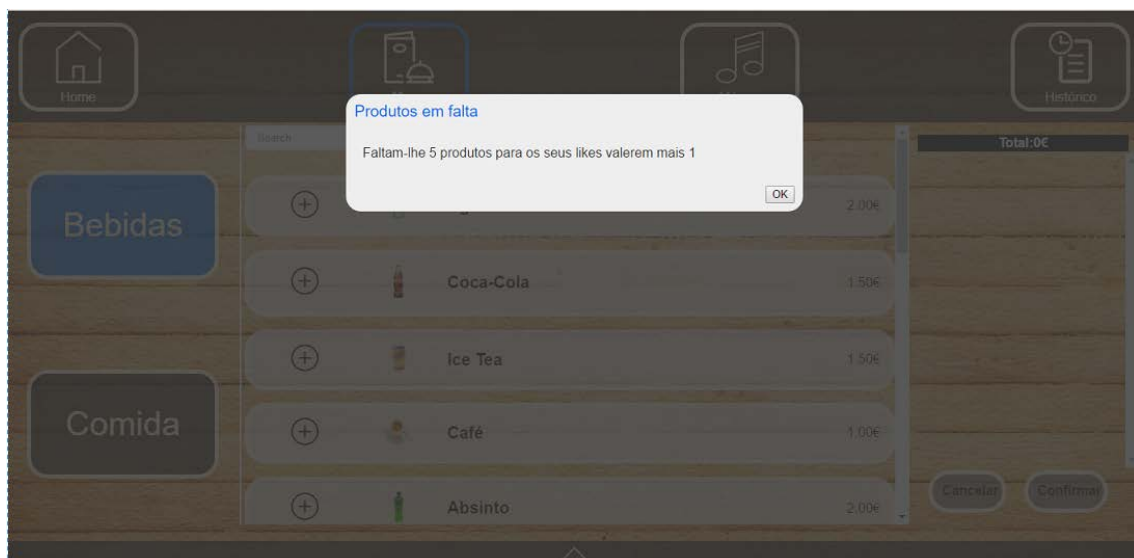 Home
Histórico
Produtos em falta
Faltam-lhe 5 produtos para os seus likes valerem mais 1
OK
Search
Total:0€
Bebidas
Comida
2.00€
Coca-Cola
1.50€
Ice Tea
1.50€
Café
1.00€
Absinto
2.00€
Cancelar
Confirmar